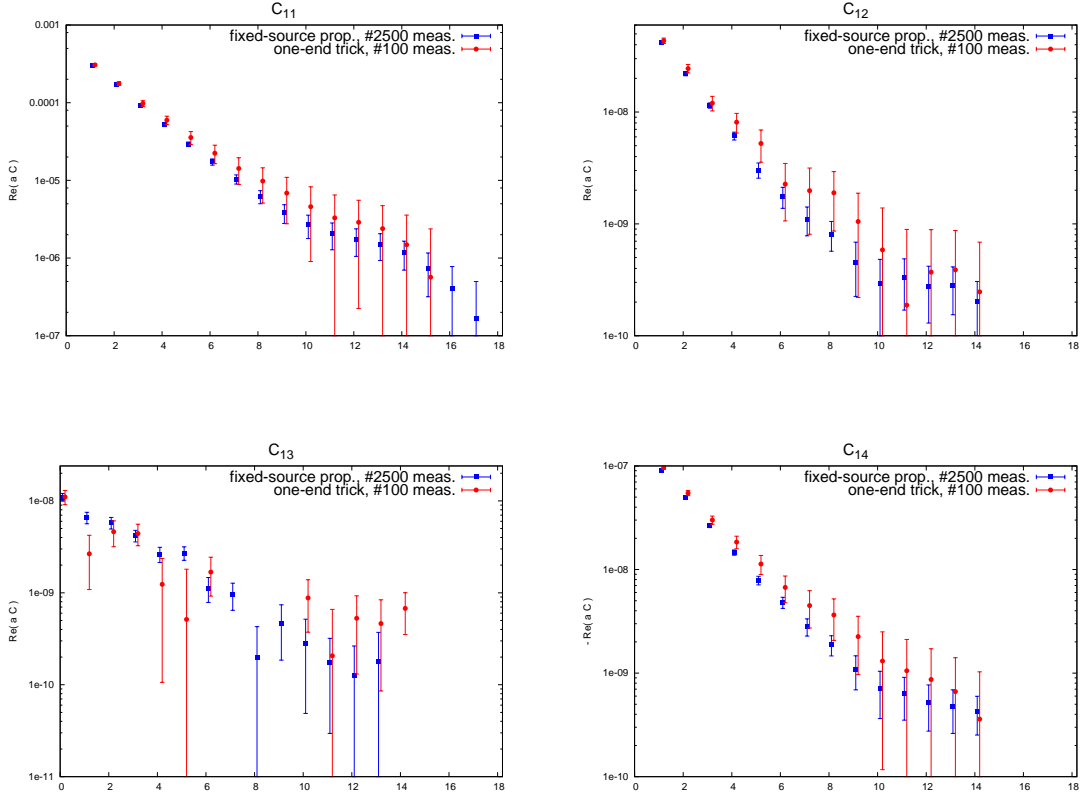 C11
fixed-source prop., #2500 meas.
one-end trick, #100 meas.
Re( a C )
0.001
0.0001
1e-05
1e-06
1e-07
0 2 4 6 8 10 12 14 16 18
C12
fixed-source prop., #2500 meas.
one-end trick, #100 meas.
Re( a C )
1e-08
1e-09
1e-10
0 2 4 6 8 10 12 14 16 18
C13
fixed-source prop., #2500 meas.
one-end trick, #100 meas.
Re( a C )
1e-08
1e-09
1e-10
1e-11
0 2 4 6 8 10 12 14 16 18
C14
fixed-source prop., #2500 meas.
one-end trick, #100 meas.
- Re( a C )
1e-07
1e-08
1e-09
1e-10
0 2 4 6 8 10 12 14 16 18